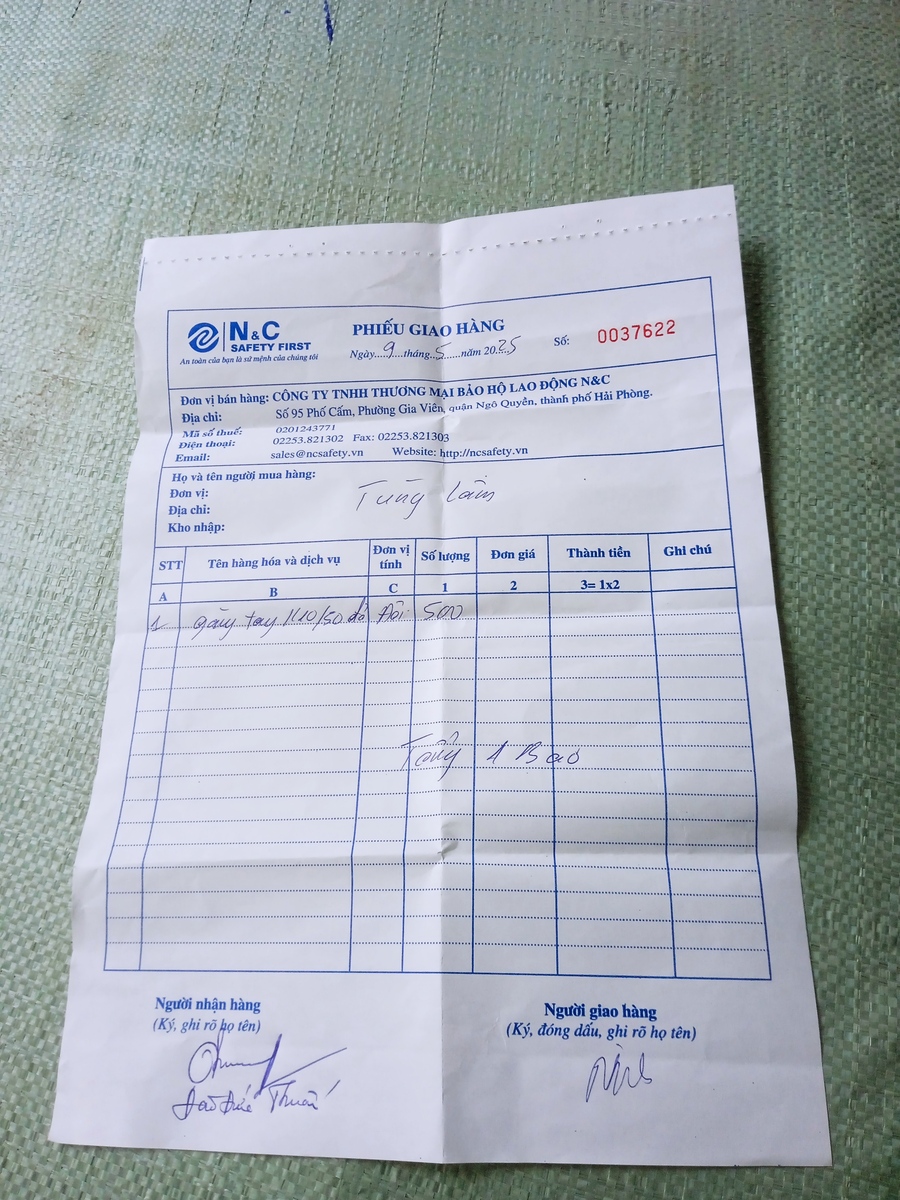 N&C
SAFETY FIRST
An toàn của bạn là sứ mệnh của chúng tôi
PHIẾU GIAO HÀNG
Ngày....9....tháng..5......năm 20.25
Số: 0037622
Đơn vị bán hàng: CÔNG TY TNHH THƯƠNG MẠI BẢO HỘ LAO ĐỘNG N&C
Địa chỉ: Số 95 Phố Cấm, Phường Gia Viên, quận Ngô Quyền, thành phố Hải Phòng.
Mã số thuế: 0201243771
Điện thoại: 02253.821302 Fax: 02253.821303
Email: sales@ncsafety.vn Website: http://ncsafety.vn
Họ và tên người mua hàng:
Đơn vị: Tùng Lâm
Địa chỉ:
Kho nhập:
STT Tên hàng hóa và dịch vụ Đơn vị tính Số lượng Đơn giá Thành tiền Ghi chú
A B C 1 2 3= 1x2
1 Găng tay 1410/50 đỏ Đôi 500
Tổng 1 Bao
Người nhận hàng
(Ký, ghi rõ họ tên)
Đức Thuấn
Người giao hàng
(Ký, đóng dấu, ghi rõ họ tên)